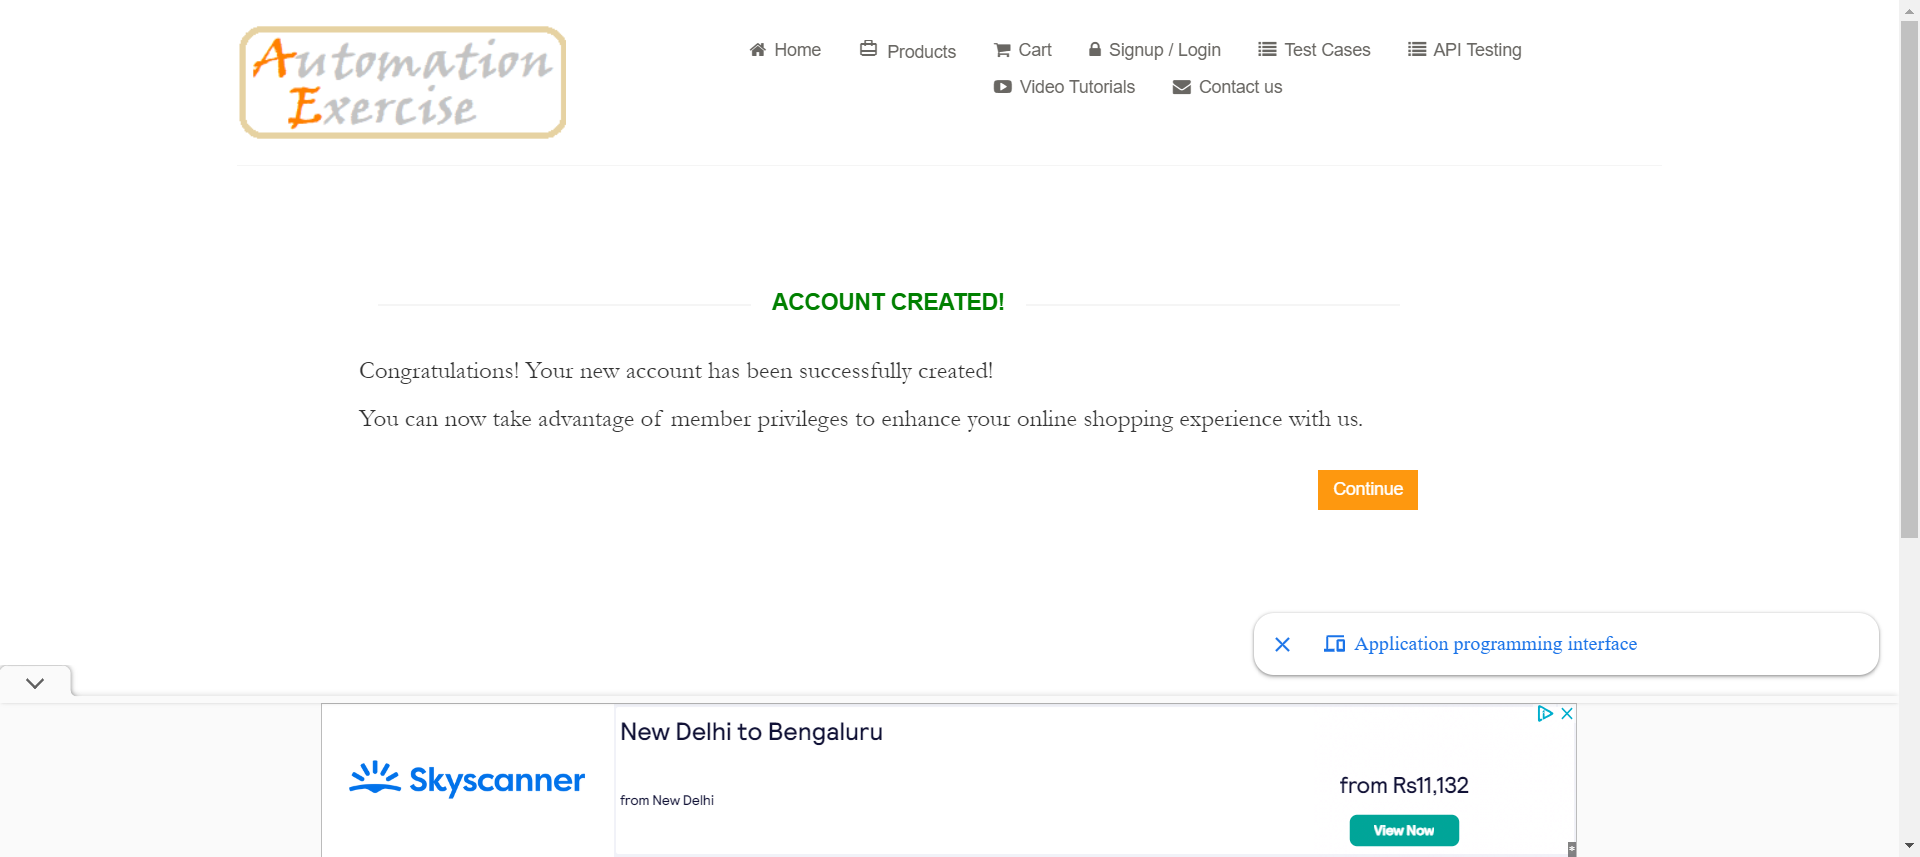 Automation
Exercise
Home
Products
Cart
Signup / Login
Test Cases
API Testing
Video Tutorials
Contact us
ACCOUNT CREATED!
Congratulations! Your new account has been successfully created!
You can now take advantage of member privileges to enhance your online shopping experience with us.
Continue
Application programming interface
New Delhi to Bengaluru
Skyscanner
from New Delhi
from Rs11,132
View Now